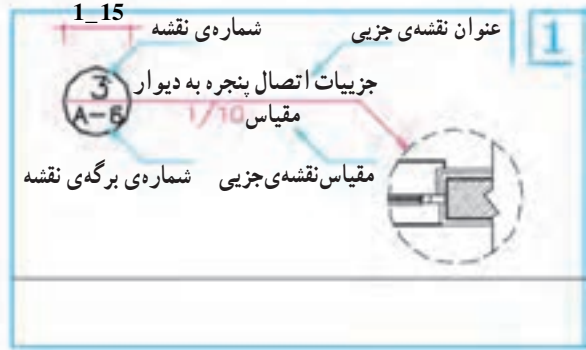 1_15
عنوان نقشه‌ی جزیی
شماره‌ی نقشه
1
3
A-6
جزییات اتصال پنجره به دیوار
مقیاس 1/10
مقیاس نقشه‌ی جزیی
شماره‌ی برگه‌ی نقشه